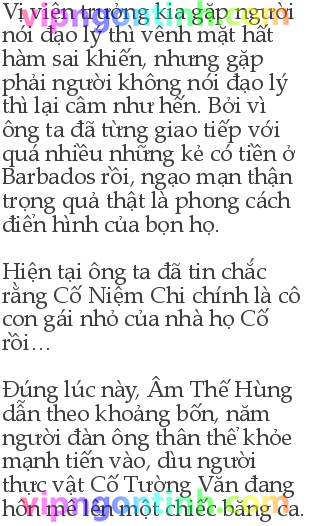 Vị viện trưởng kia gặp người
nói đạo lý thì vênh mặt hất
hàm sai khiến, nhưng gặp
phải người không nói đạo lý
thì lại câm như hến. Bởi vì
ông ta đã từng giao tiếp với
quá nhiều những kẻ có tiền ở
Barbados rồi, ngạo mạn thận
trọng quả thật là phong cách
điển hình của bọn họ.
Hiện tại ông ta đã tin chắc
rằng Cố Niệm Chi chính là cô
con gái nhỏ của nhà họ Cố
rồi…
Đúng lúc này, Âm Thế Hùng
dẫn theo khoảng bốn, năm
người đàn ông thân thể khỏe
mạnh tiến vào, dìu người
thực vật Cố Tường Văn đang
hôn mê lên một chiếc băng ca.
vipngontinh.com
vipngontinh.com